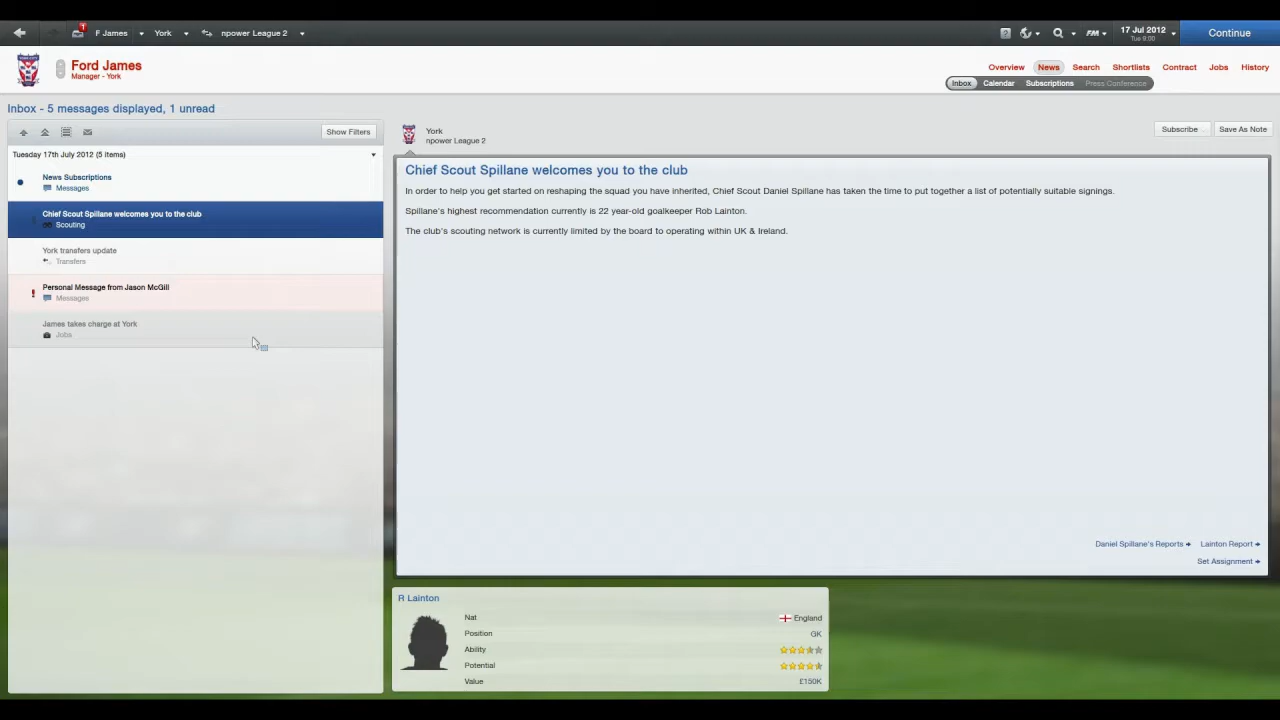 1
F James
York
npower League 2
FM
17 Jul 2012
Tue 9:00
Continue
Ford James
Manager - York
Overview
News
Search
Shortlists
Contract
Jobs
History
Inbox
Calendar
Subscriptions
Press Conference
Inbox - 5 messages displayed, 1 unread
Show Filters
Tuesday 17th July 2012 (5 items)
News Subscriptions
Messages
Chief Scout Spillane welcomes you to the club
Scouting
York transfers update
Transfers
Personal Message from Jason McGill
Messages
James takes charge at York
Jobs
York
npower League 2
Subscribe
Save As Note
Chief Scout Spillane welcomes you to the club
In order to help you get started on reshaping the squad you have inherited, Chief Scout Daniel Spillane has taken the time to put together a list of potentially suitable signings.
Spillane's highest recommendation currently is 22 year-old goalkeeper Rob Lainton.
The club's scouting network is currently limited by the board to operating within UK & Ireland.
Daniel Spillane's Reports
Lainton Report
Set Assignment
R Lainton
Nat
England
Position
GK
Ability
Potential
Value
£150K